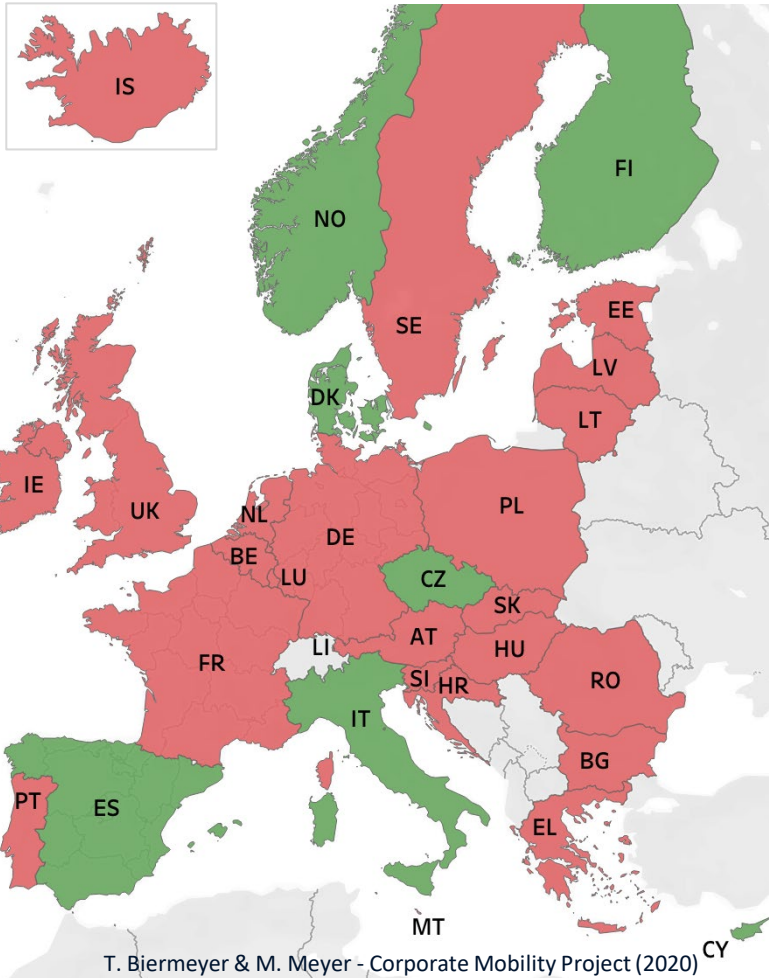 IS
FI
NO
SE
EE
LV
LT
DK
IE
UK
NL
BE
LU
DE
PL
CZ
SK
AT
HU
LI
FR
SI
HR
RO
IT
BG
PT
ES
EL
MT
CY
T. Biermeyer & M. Meyer - Corporate Mobility Project (2020)